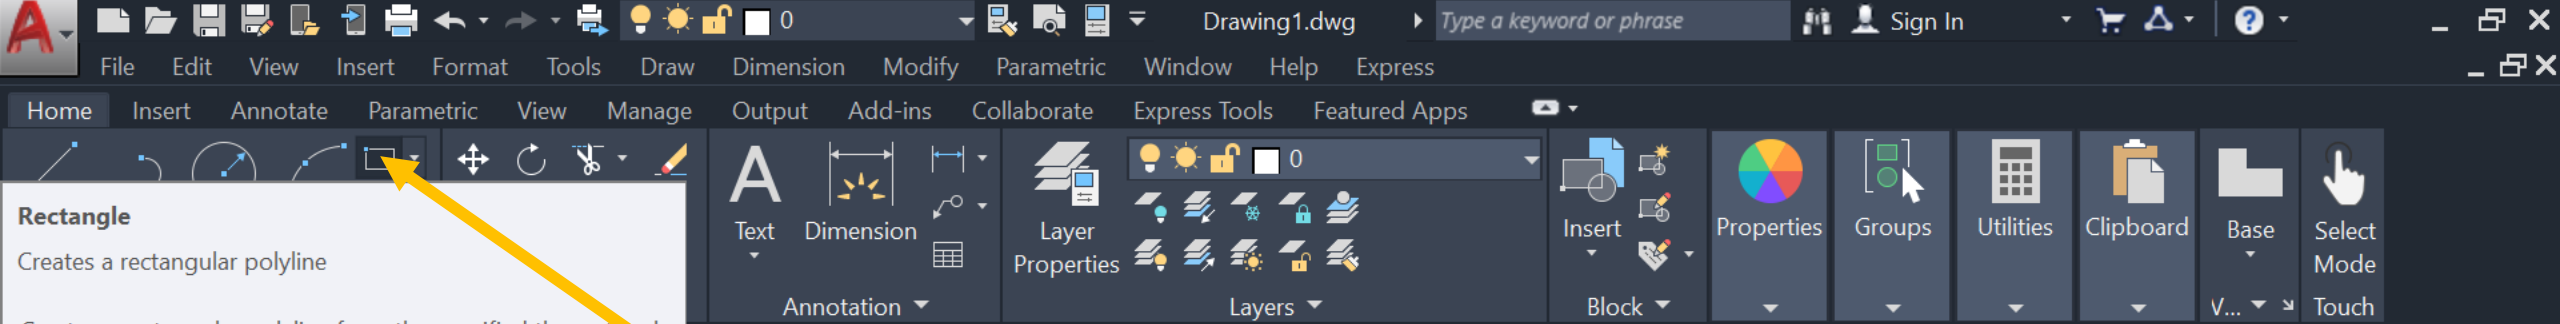 0 Drawing1.dwg Type a keyword or phrase Sign In
File Edit View Insert Format Tools Draw Dimension Modify Parametric Window Help Express
Home Insert Annotate Parametric View Manage Output Add-ins Collaborate Express Tools Featured Apps
0
Rectangle
Creates a rectangular polyline
Text Dimension
Layer
Properties
Insert
Properties Groups Utilities Clipboard Base
Select
Mode
Annotation Layers Block V... Touch